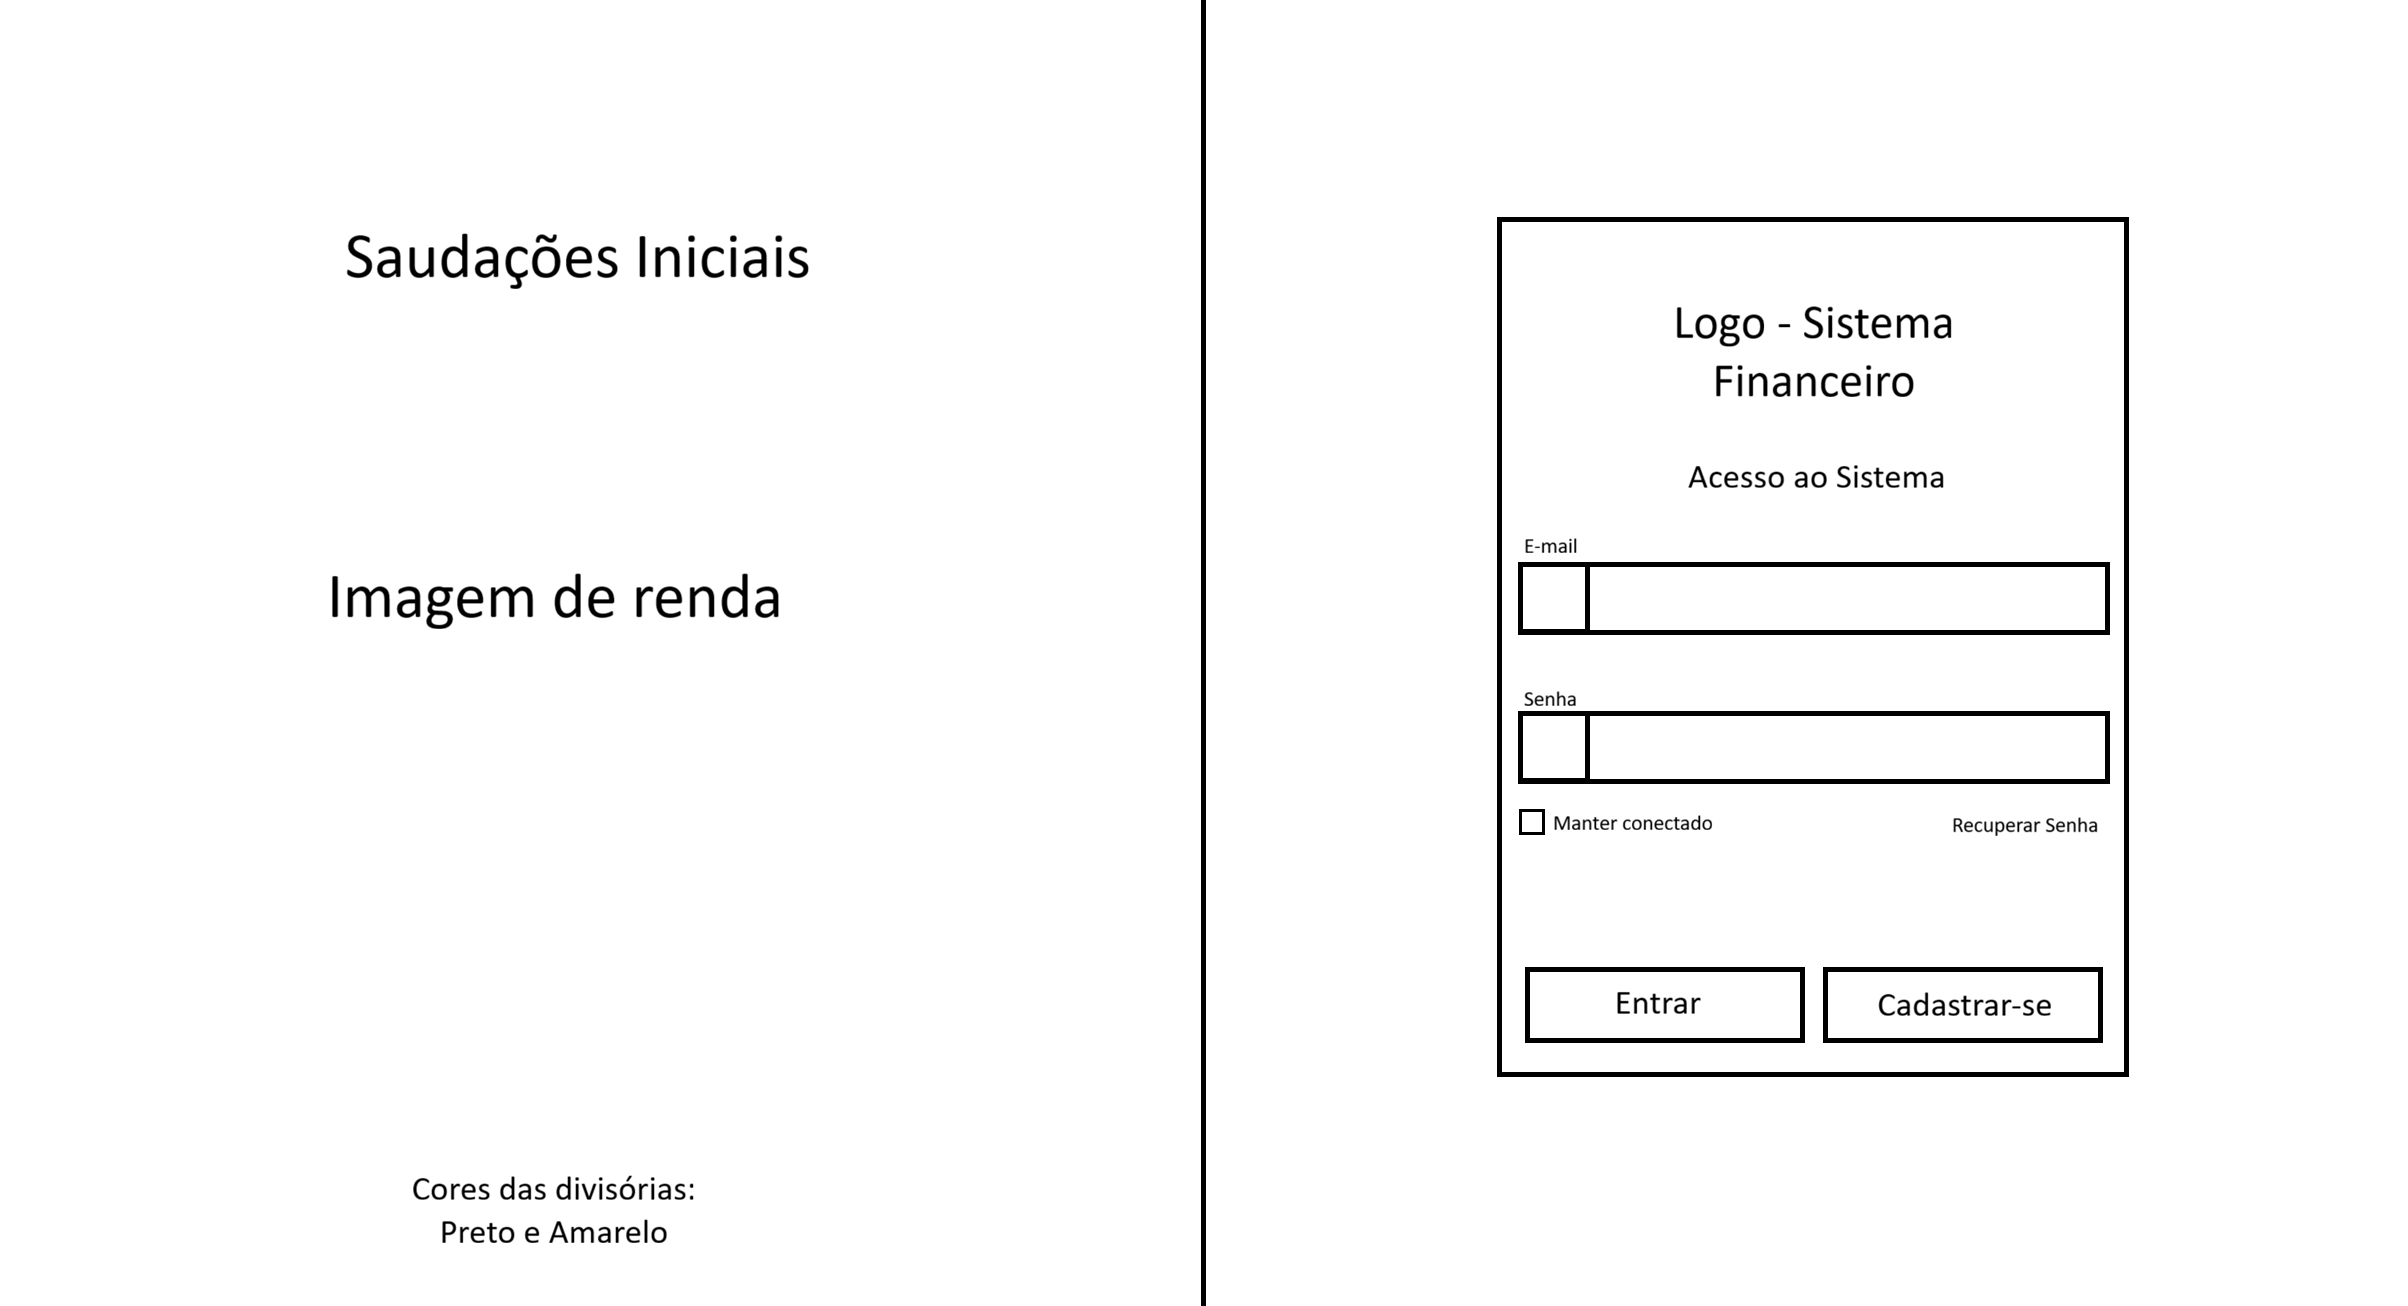 Saudações Iniciais
Imagem de renda
Cores das divisórias:
Preto e Amarelo
Logo - Sistema
Financeiro
Acesso ao Sistema
E-mail
Senha
Manter conectado
Recuperar Senha
Entrar
Cadastrar-se